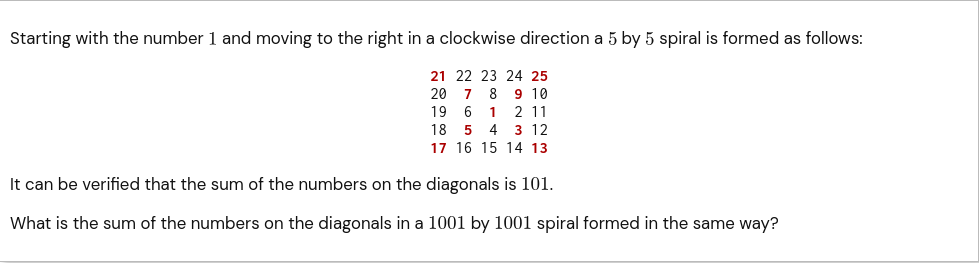 Starting with the number 1 and moving to the right in a clockwise direction a 5 by 5 spiral is formed as follows:
21 22 23 24 25
20 7 8 9 10
19 6 1 2 11
18 5 4 3 12
17 16 15 14 13
It can be verified that the sum of the numbers on the diagonals is 101.
What is the sum of the numbers on the diagonals in a 1001 by 1001 spiral formed in the same way?